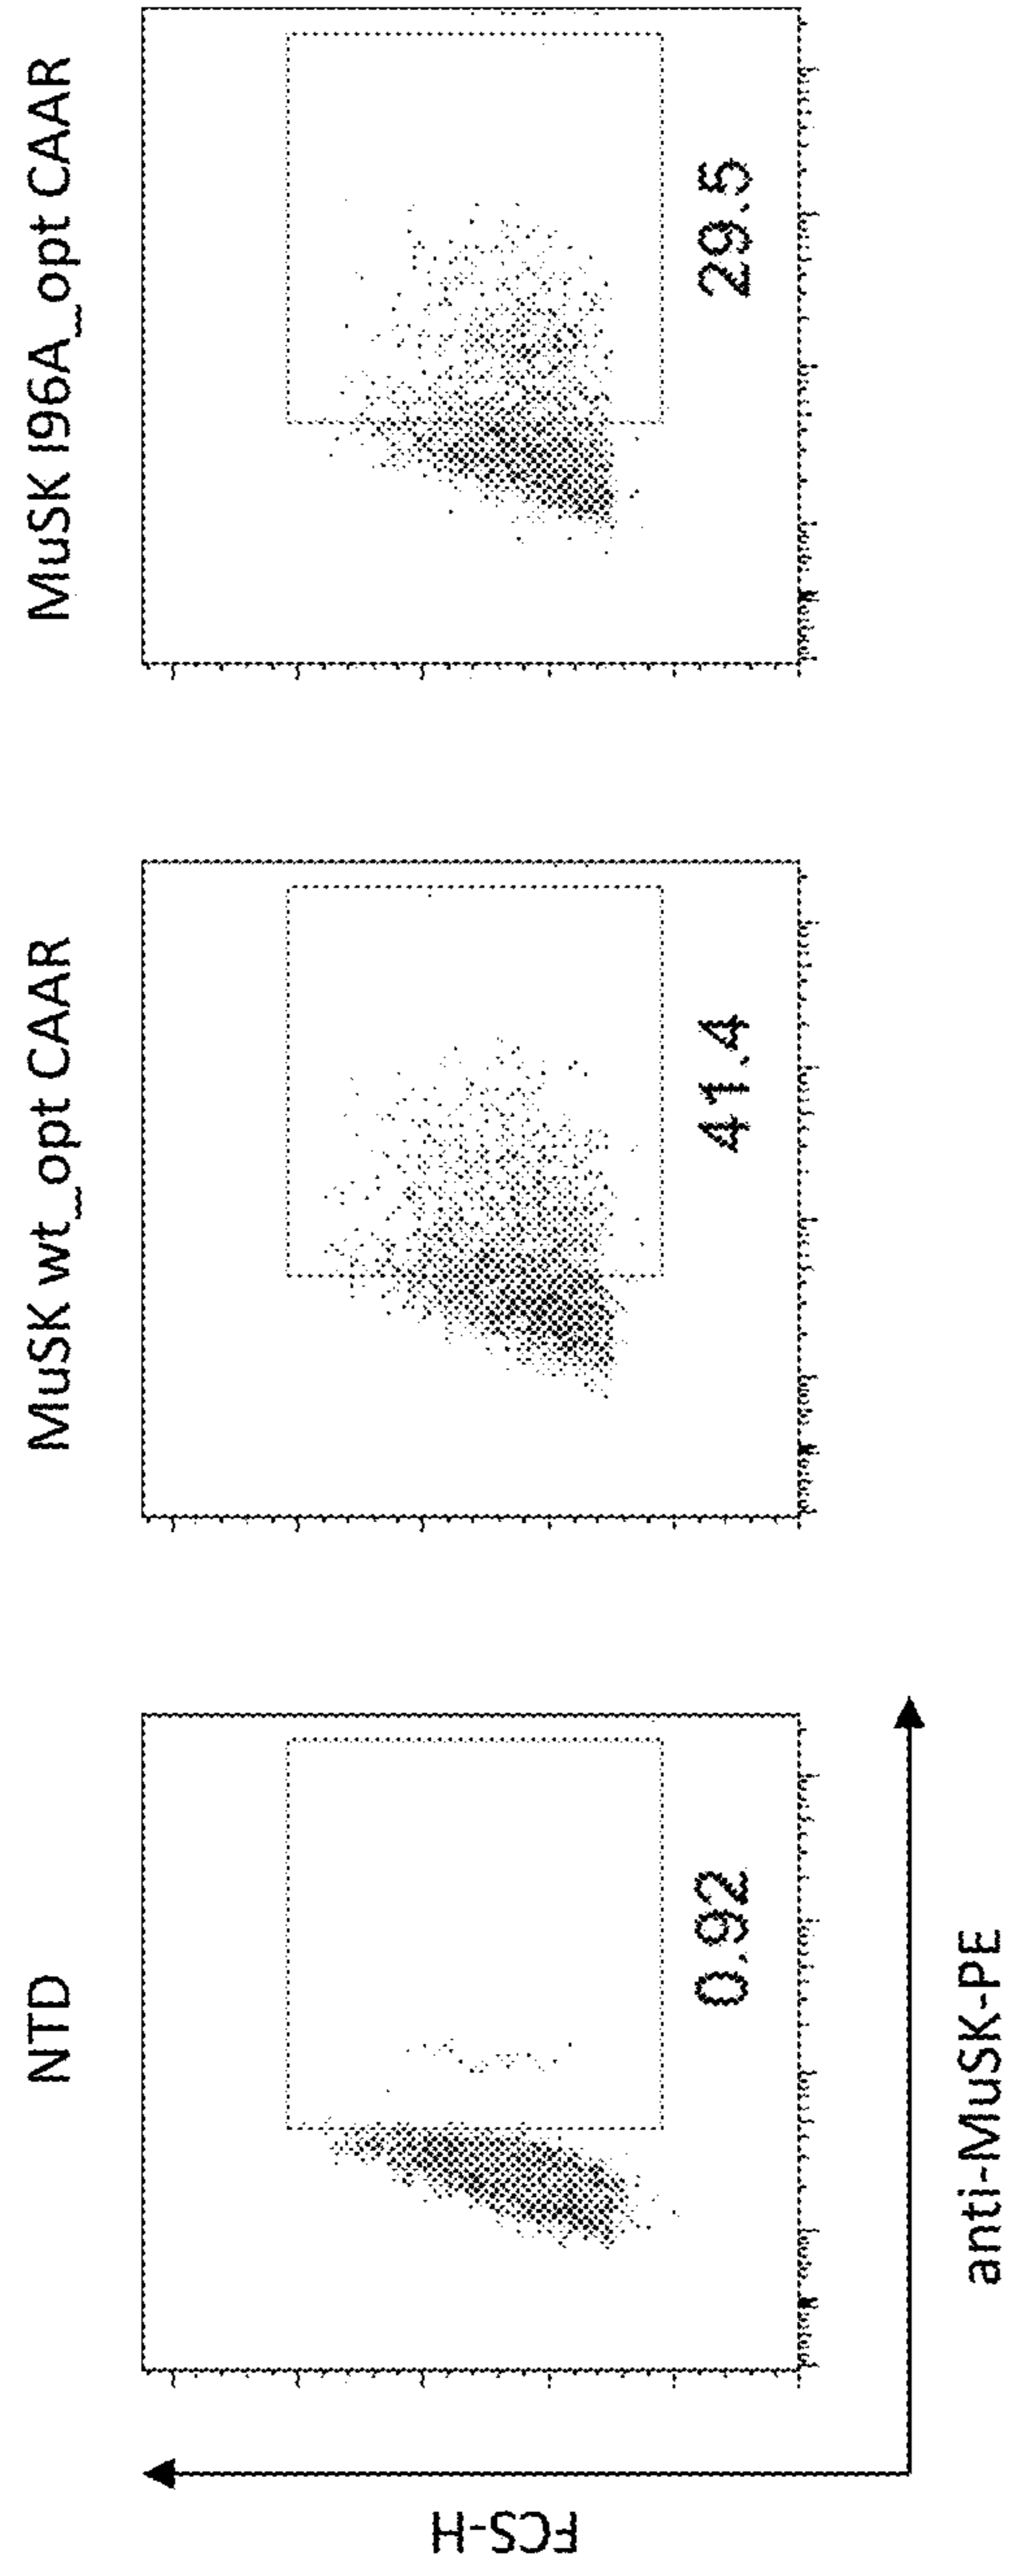 NTD
MuSK wt_opt CAAR
MuSK I96A_opt CAAR
0.92
41.4
29.5
FCS-H
anti-MuSK-PE